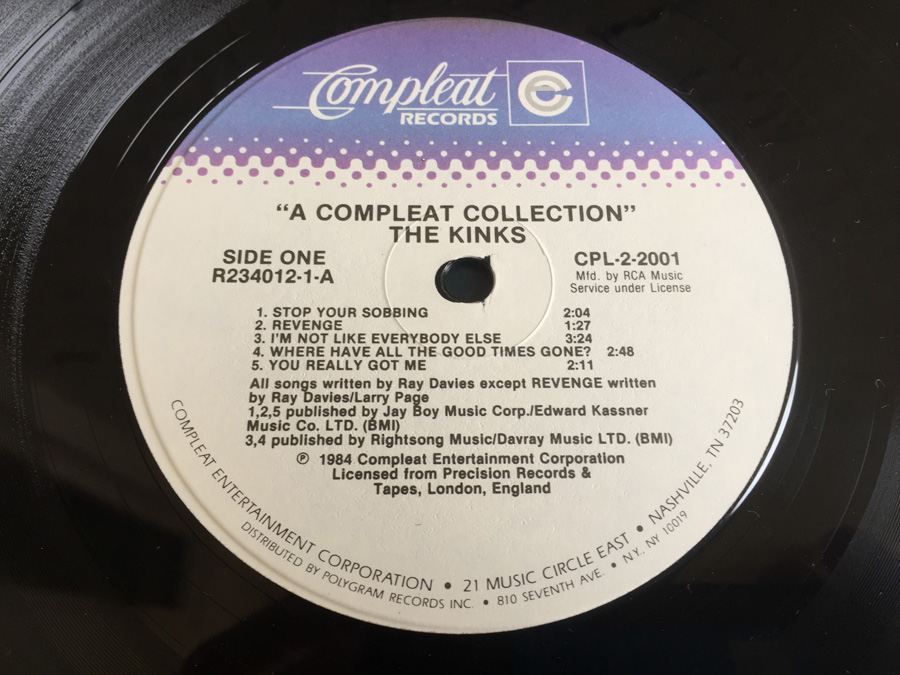 Compleat
RECORDS
"A COMPLEAT COLLECTION"
THE KINKS
SIDE ONE
R234012-1-A
CPL-2-2001
Mfd. by RCA Music
Service under License
1. STOP YOUR SOBBING 2:04
2. REVENGE 1:27
3. I'M NOT LIKE EVERYBODY ELSE 3:24
4. WHERE HAVE ALL THE GOOD TIMES GONE? 2:48
5. YOU REALLY GOT ME 2:11
All songs written by Ray Davies except REVENGE written
by Ray Davies/Larry Page
1,2,5 published by Jay Boy Music Corp./Edward Kassner
Music Co. LTD. (BMI)
3,4 published by Rightsong Music/Davray Music LTD. (BMI)
℗ 1984 Compleat Entertainment Corporation
Licensed from Precision Records &
Tapes, London, England
COMPLEAT ENTERTAINMENT CORPORATION • 21 MUSIC CIRCLE EAST • NASHVILLE, TN 37203
DISTRIBUTED BY POLYGRAM RECORDS INC. • 810 SEVENTH AVE. • N.Y., NY 10019